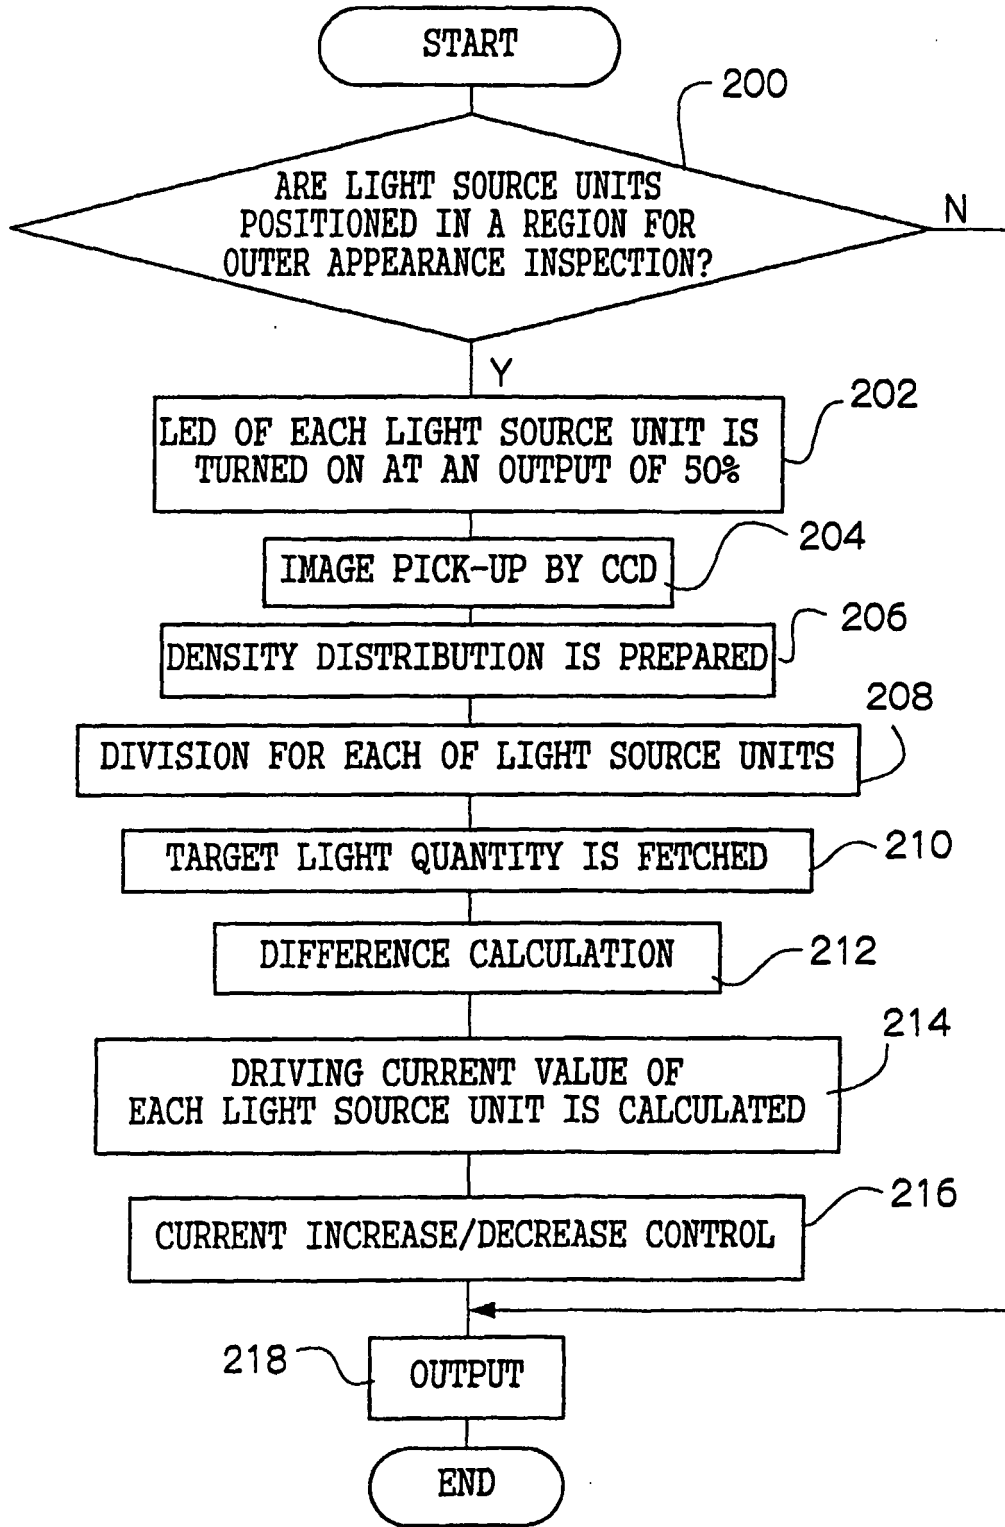 START
200
ARE LIGHT SOURCE UNITS
POSITIONED IN A REGION FOR
OUTER APPEARANCE INSPECTION?
N
Y
202
LED OF EACH LIGHT SOURCE UNIT IS
TURNED ON AT AN OUTPUT OF 50%
204
IMAGE PICK-UP BY CCD
206
DENSITY DISTRIBUTION IS PREPARED
208
DIVISION FOR EACH OF LIGHT SOURCE UNITS
210
TARGET LIGHT QUANTITY IS FETCHED
212
DIFFERENCE CALCULATION
214
DRIVING CURRENT VALUE OF
EACH LIGHT SOURCE UNIT IS CALCULATED
216
CURRENT INCREASE/DECREASE CONTROL
218
OUTPUT
END